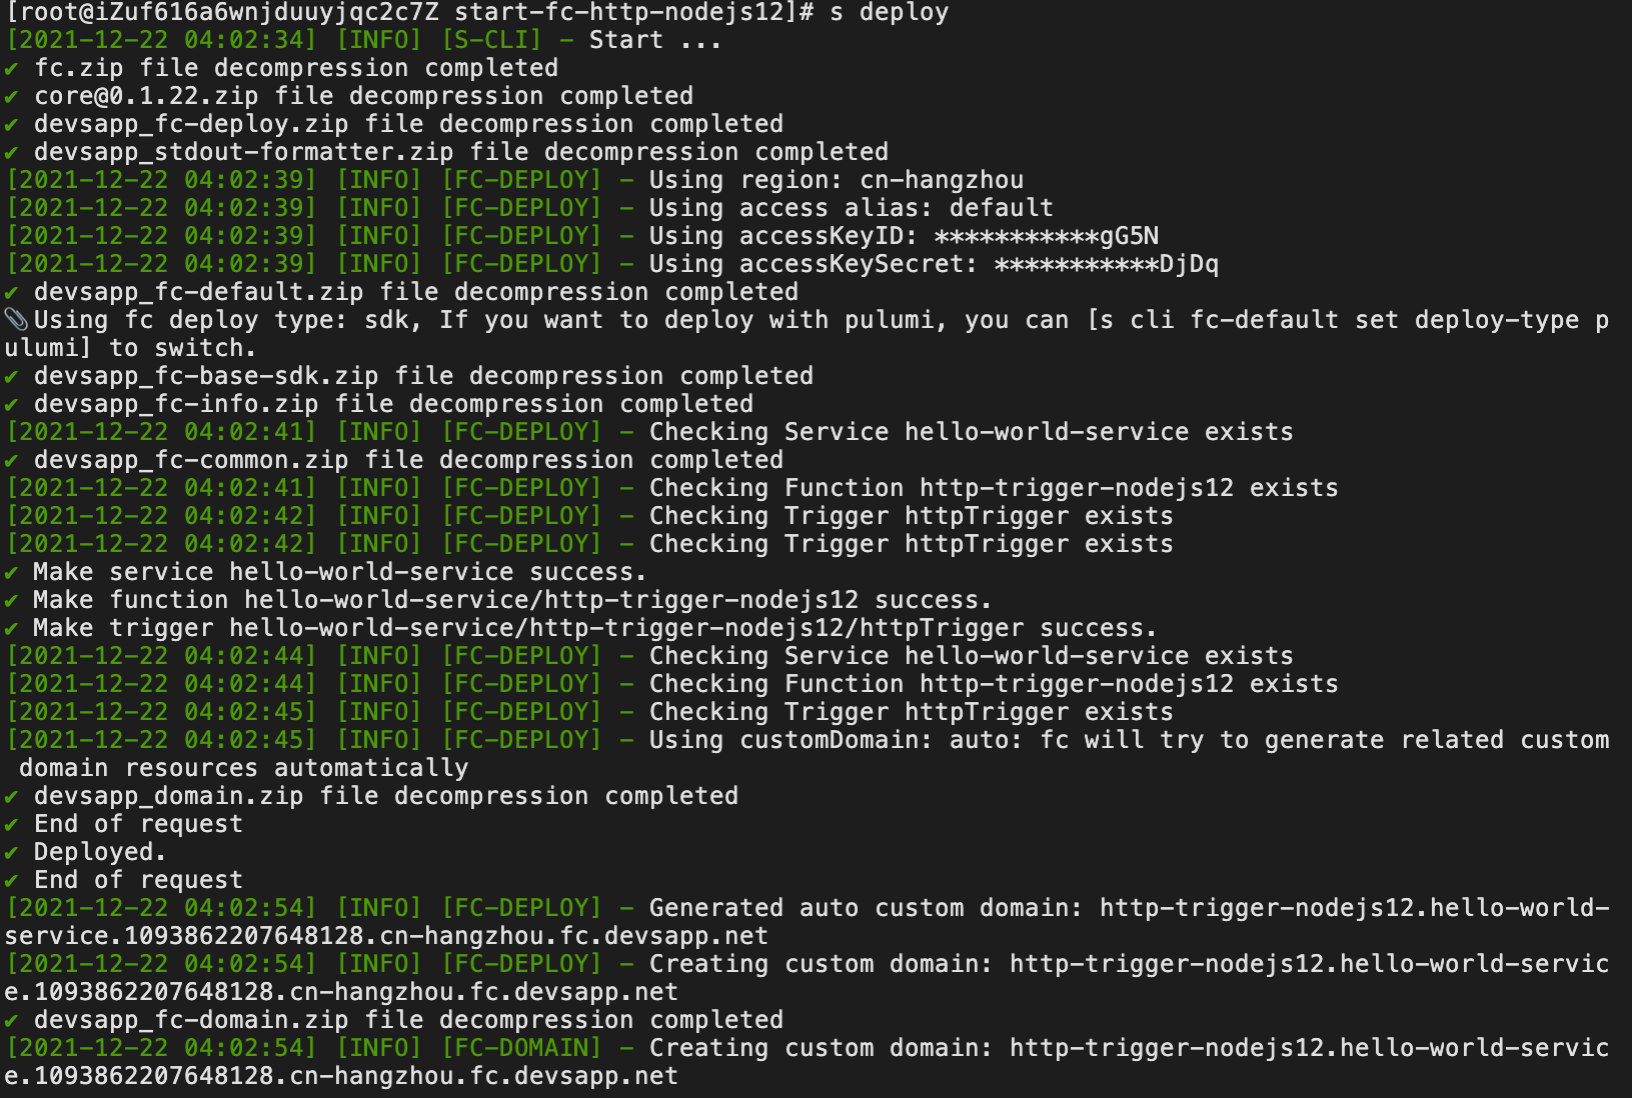 [root@iZuf616a6wnjduuyjqc2c7Z start-fc-http-nodejs12]# s deploy
[2021-12-22 04:02:34] [INFO] [S-CLI] - Start ...
✔ fc.zip file decompression completed
✔ core@0.1.22.zip file decompression completed
✔ devsapp_fc-deploy.zip file decompression completed
✔ devsapp_stdout-formatter.zip file decompression completed
[2021-12-22 04:02:39] [INFO] [FC-DEPLOY] - Using region: cn-hangzhou
[2021-12-22 04:02:39] [INFO] [FC-DEPLOY] - Using access alias: default
[2021-12-22 04:02:39] [INFO] [FC-DEPLOY] - Using accessKeyID: ***********gG5N
[2021-12-22 04:02:39] [INFO] [FC-DEPLOY] - Using accessKeySecret: ***********DjDq
✔ devsapp_fc-default.zip file decompression completed
📎Using fc deploy type: sdk, If you want to deploy with pulumi, you can [s cli fc-default set deploy-type p
ulumi] to switch.
✔ devsapp_fc-base-sdk.zip file decompression completed
✔ devsapp_fc-info.zip file decompression completed
[2021-12-22 04:02:41] [INFO] [FC-DEPLOY] - Checking Service hello-world-service exists
✔ devsapp_fc-common.zip file decompression completed
[2021-12-22 04:02:41] [INFO] [FC-DEPLOY] - Checking Function http-trigger-nodejs12 exists
[2021-12-22 04:02:42] [INFO] [FC-DEPLOY] - Checking Trigger httpTrigger exists
[2021-12-22 04:02:42] [INFO] [FC-DEPLOY] - Checking Trigger httpTrigger exists
✔ Make service hello-world-service success.
✔ Make function hello-world-service/http-trigger-nodejs12 success.
✔ Make trigger hello-world-service/http-trigger-nodejs12/httpTrigger success.
[2021-12-22 04:02:44] [INFO] [FC-DEPLOY] - Checking Service hello-world-service exists
[2021-12-22 04:02:44] [INFO] [FC-DEPLOY] - Checking Function http-trigger-nodejs12 exists
[2021-12-22 04:02:45] [INFO] [FC-DEPLOY] - Checking Trigger httpTrigger exists
[2021-12-22 04:02:45] [INFO] [FC-DEPLOY] - Using customDomain: auto: fc will try to generate related custom
 domain resources automatically
✔ devsapp_domain.zip file decompression completed
✔ End of request
✔ Deployed.
✔ End of request
[2021-12-22 04:02:54] [INFO] [FC-DEPLOY] - Generated auto custom domain: http-trigger-nodejs12.hello-world-
service.1093862207648128.cn-hangzhou.fc.devsapp.net
[2021-12-22 04:02:54] [INFO] [FC-DEPLOY] - Creating custom domain: http-trigger-nodejs12.hello-world-servic
e.1093862207648128.cn-hangzhou.fc.devsapp.net
✔ devsapp_fc-domain.zip file decompression completed
[2021-12-22 04:02:54] [INFO] [FC-DOMAIN] - Creating custom domain: http-trigger-nodejs12.hello-world-servic
e.1093862207648128.cn-hangzhou.fc.devsapp.net